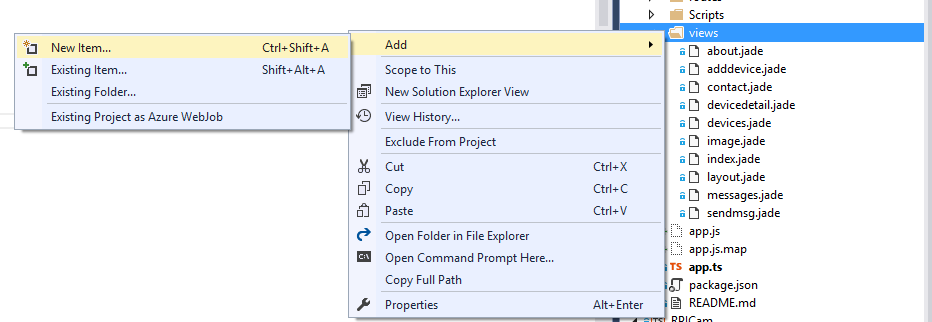 New Item... Ctrl+Shift+A
Existing Item... Shift+Alt+A
Existing Folder...
Existing Project as Azure WebJob
Add
Scope to This
New Solution Explorer View
View History...
Exclude From Project
Cut Ctrl+X
Copy Ctrl+C
Paste Ctrl+V
Open Folder in File Explorer
Open Command Prompt Here...
Copy Full Path
Properties Alt+Enter
routes
Scripts
views
about.jade
adddevice.jade
contact.jade
devicedetail.jade
devices.jade
image.jade
index.jade
layout.jade
messages.jade
sendmsg.jade
app.js
app.js.map
TS app.ts
package.json
README.md
RPICam